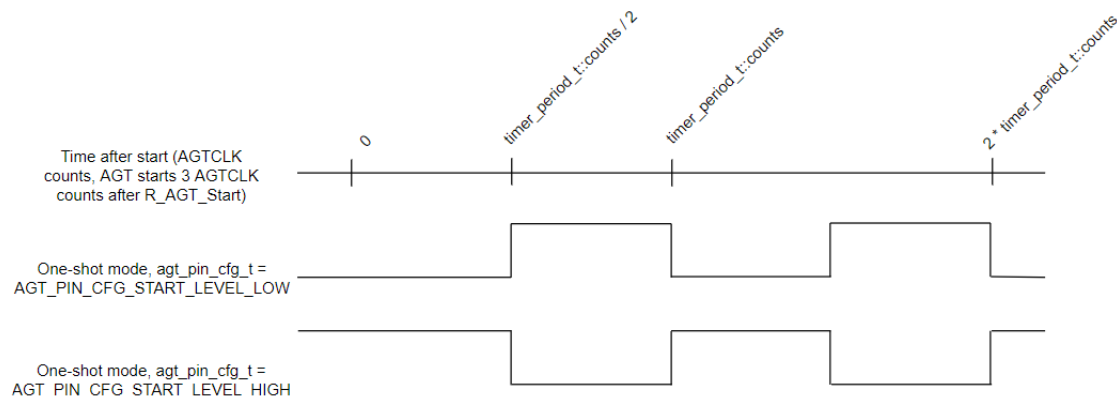 timer_period_t::counts / 2
timer_period_t::counts
2 * timer_period_t::counts
0
Time after start (AGTCLK
counts, AGT starts 3 AGTCLK
counts after R_AGT_Start)
One-shot mode, agt_pin_cfg_t =
AGT_PIN_CFG_START_LEVEL_LOW
One-shot mode, agt_pin_cfg_t =
AGT_PIN_CFG_START_LEVEL_HIGH